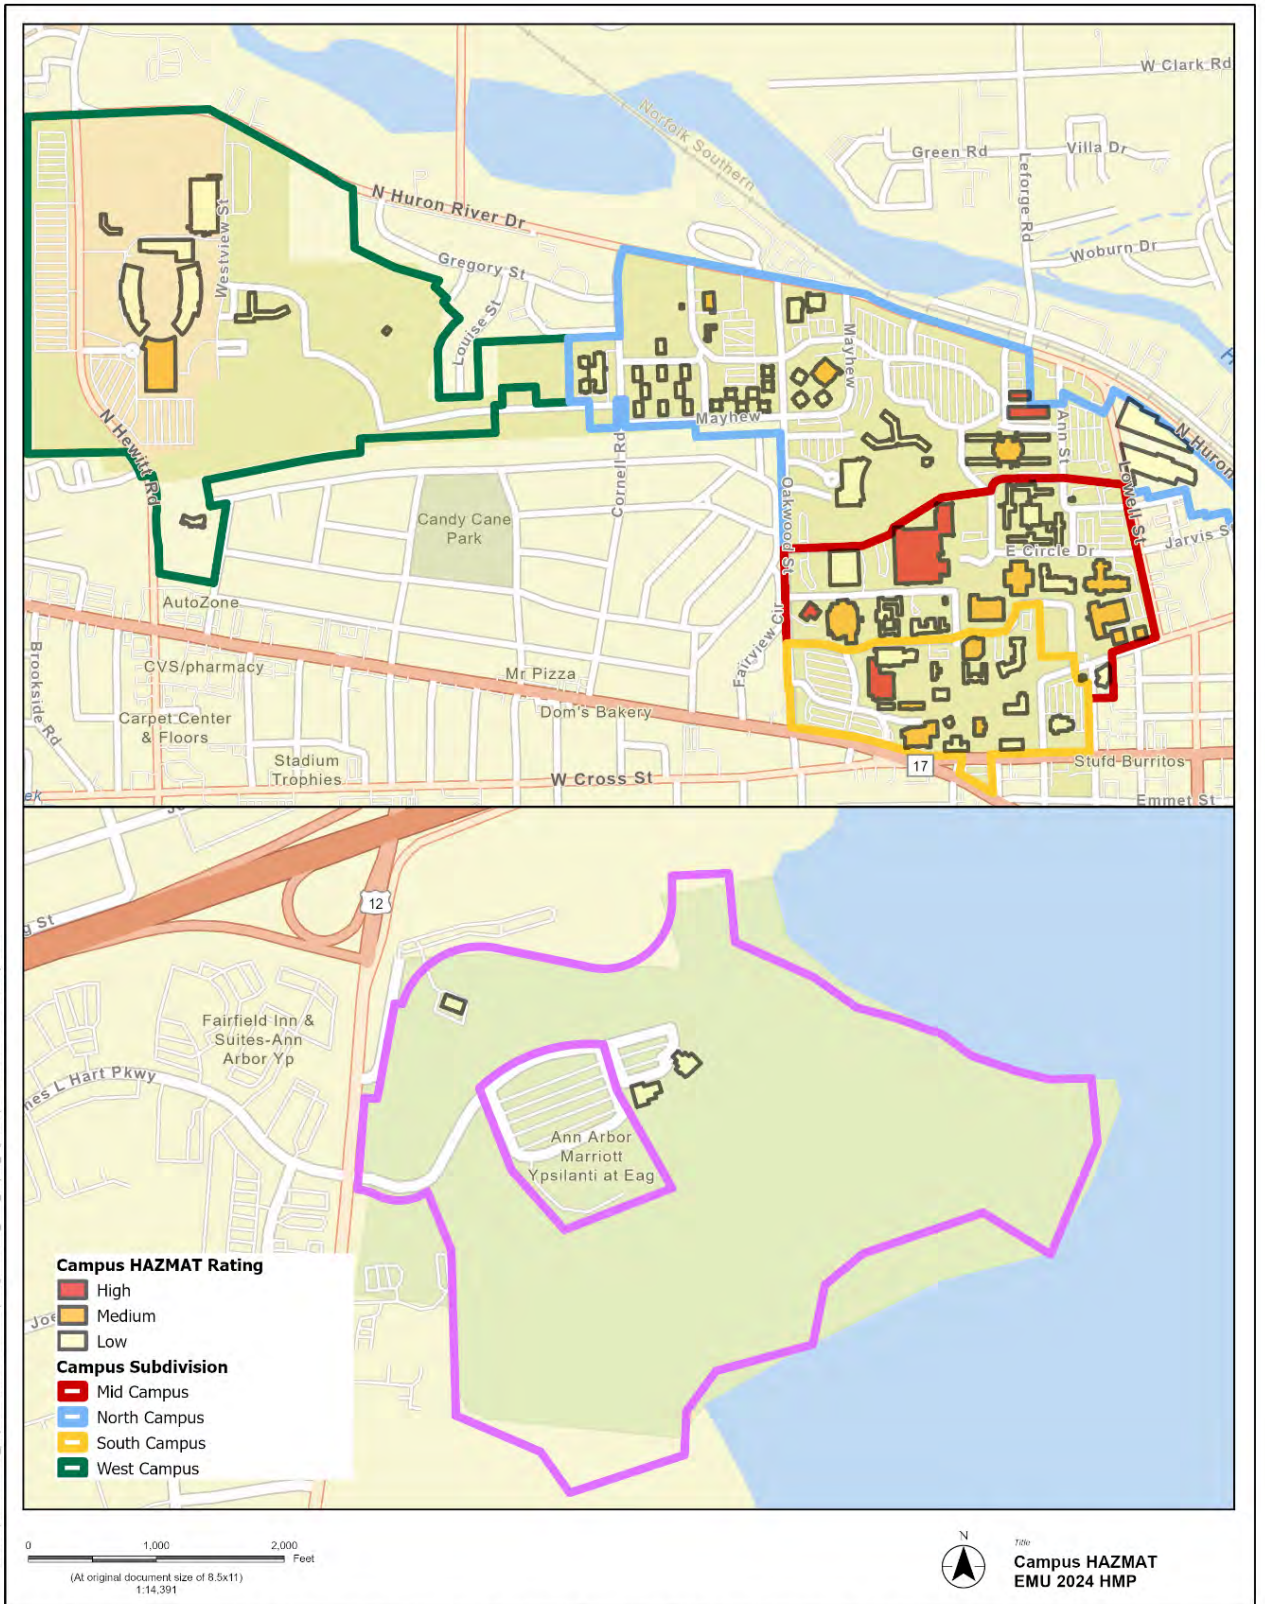 W Clark Rd
Norfolk Southern
Green Rd
Villa Dr
Leforge Rd
N Huron River Dr
Woburn Dr
Westview St
Gregory St
Louise St
Mayhew
Mayhew
Ann St
N Huron
N Hewitt Rd
Cornell Rd
Oakwood St
Lowell St
Candy Cane
Park
Jarvis S
E Circle Dr
AutoZone
Fairview Cir
Brookside Rd
CVS/pharmacy
Mr Pizza
Carpet Center
& Floors
Dom's Bakery
Stadium
Trophies
W Cross St
17
Stufd Burritos
ek
Emmet St
12
g St
Fairfield Inn &
Suites-Ann
Arbor Yp
nes L Hart Pkwy
Ann Arbor
Marriott
Ypsilanti at Eag
Campus HAZMAT Rating
High
Medium
Low
Joe
Campus Subdivision
Mid Campus
North Campus
South Campus
West Campus
0 1,000 2,000
Feet
(At original document size of 8.5x11)
1:14,391
N
Title
Campus HAZMAT
EMU 2024 HMP